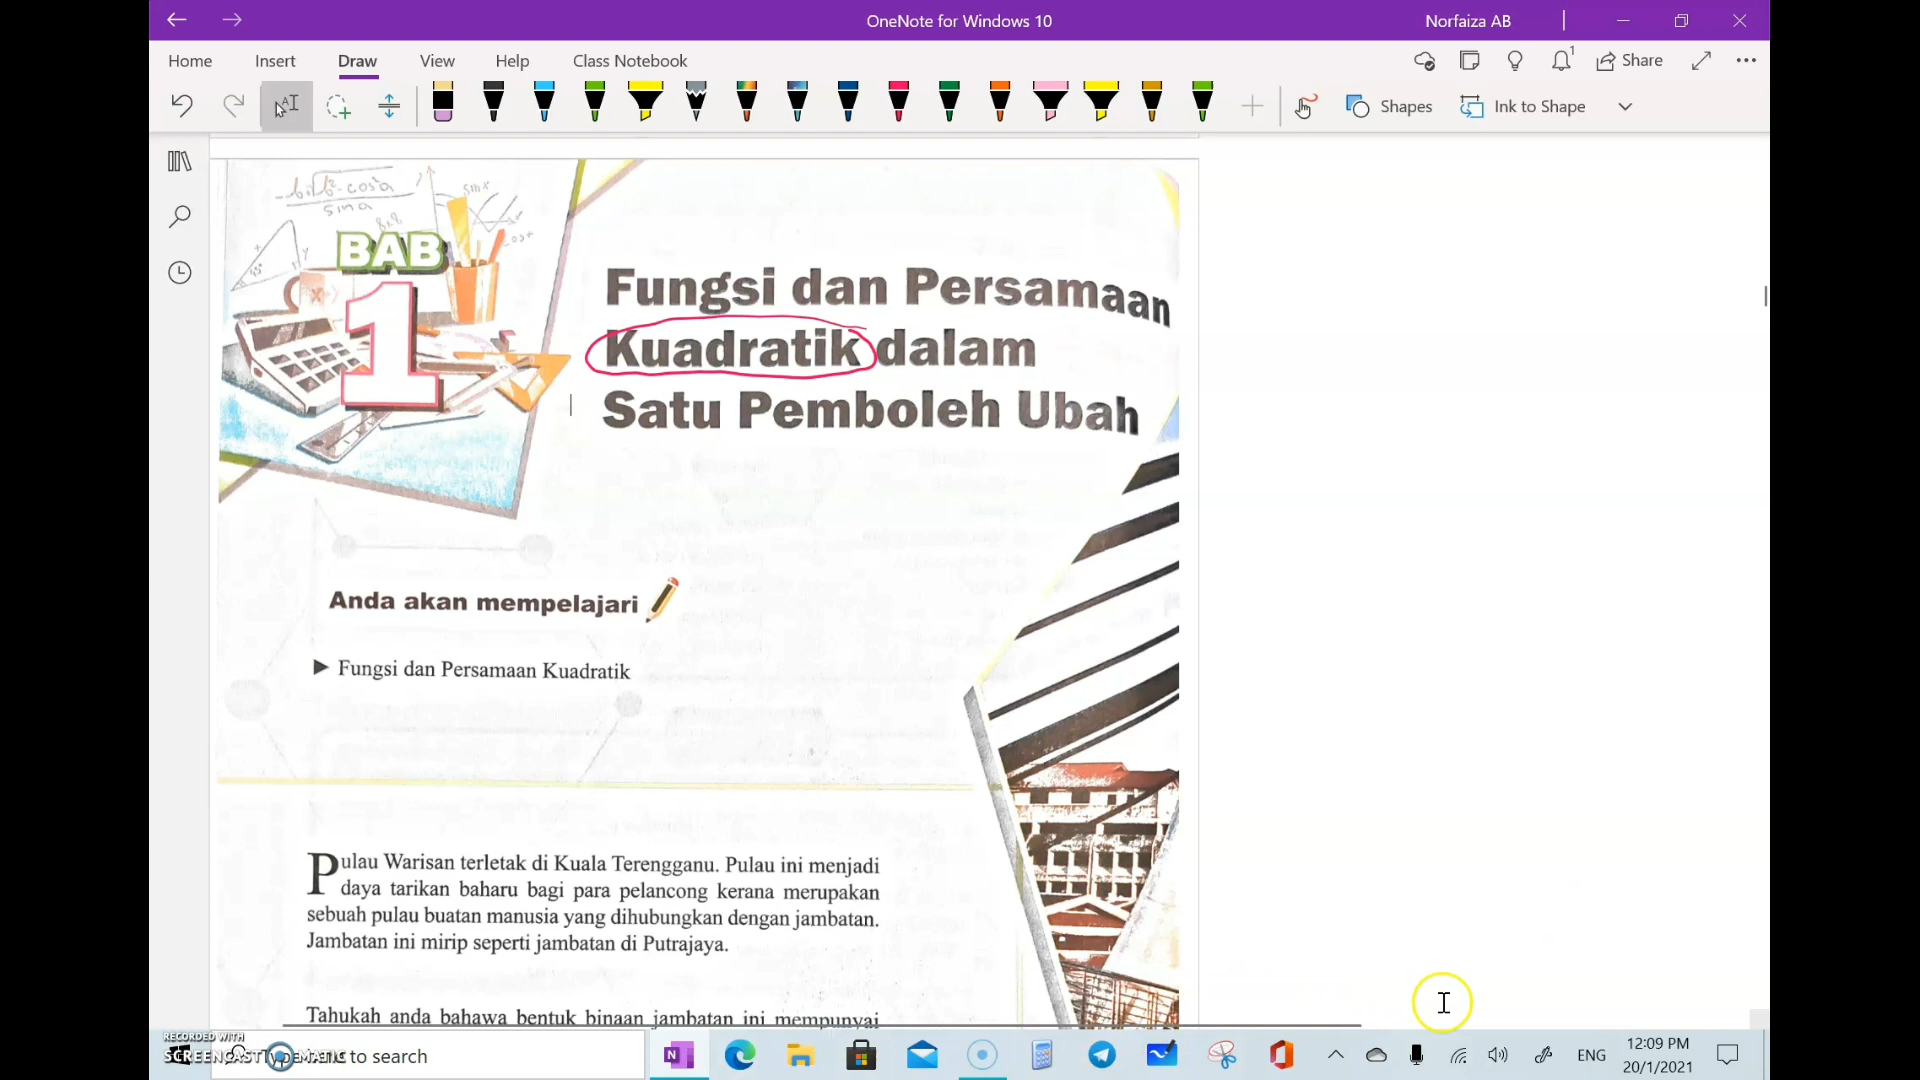 OneNote for Windows 10
Norfaiza AB
Home Insert Draw View Help Class Notebook
1
Share
Shapes
Ink to Shape
BAB
1
Fungsi dan Persamaan
Kuadratik dalam
Satu Pemboleh Ubah
Anda akan mempelajari
▶ Fungsi dan Persamaan Kuadratik
Pulau Warisan terletak di Kuala Terengganu. Pulau ini menjadi
daya tarikan baharu bagi para pelancong kerana merupakan
sebuah pulau buatan manusia yang dihubungkan dengan jambatan.
Jambatan ini mirip seperti jambatan di Putrajaya.
Tahukah anda bahawa bentuk binaan jambatan ini mempunyai
RECORDED WITH
SCREENCAST
here to search
ENG
12:09 PM
20/1/2021